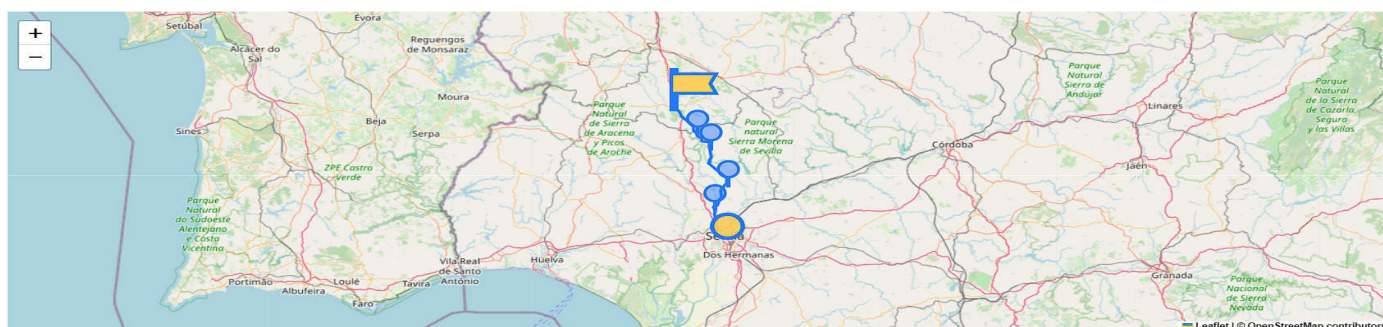 +
−
Setúbal
Alcácer do
Sal
Évora
Reguengos
de Monsaraz
Moura
Sines
Beja
Serpa
ZPE Castro
Verde
Parque
Natural
do Sudoeste
Alentejano
e Costa
Vicentina
Portimão
Albufeira
Loulé
Faro
Tavira
Vila Real
de Santo
António
Huelva
Parque
Natural
de Sierra
de Aracena
y Picos
de Aroche
Parque
natural
Sierra Morena
de Sevilla
Dos Hermanas
Córdoba
Parque
Natural
Sierra de
Andújar
Linares
Jaén
Parque
Natural
de la Sierra
de Cazorla,
Segura
y las Villas
Granada
Parque
Nacional
de Sierra
Nevada
Leaflet | © OpenStreetMap contributo